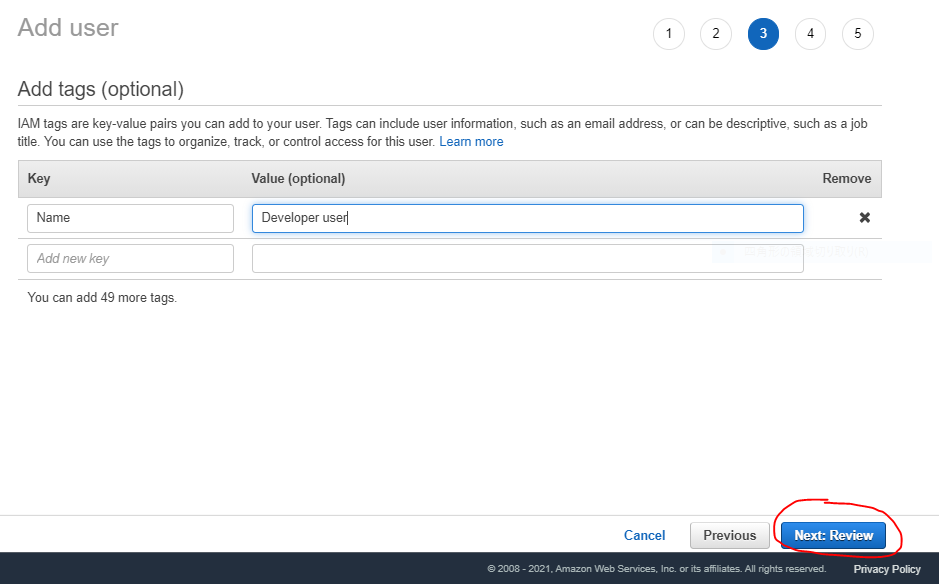 Add user
1 2 3 4 5
Add tags (optional)
IAM tags are key-value pairs you can add to your user. Tags can include user information, such as an email address, or can be descriptive, such as a job
title. You can use the tags to organize, track, or control access for this user. Learn more
Key Value (optional) Remove
Name Developer user ✖
Add new key
You can add 49 more tags.
Cancel Previous Next: Review
© 2008 - 2021, Amazon Web Services, Inc. or its affiliates. All rights reserved. Privacy Policy